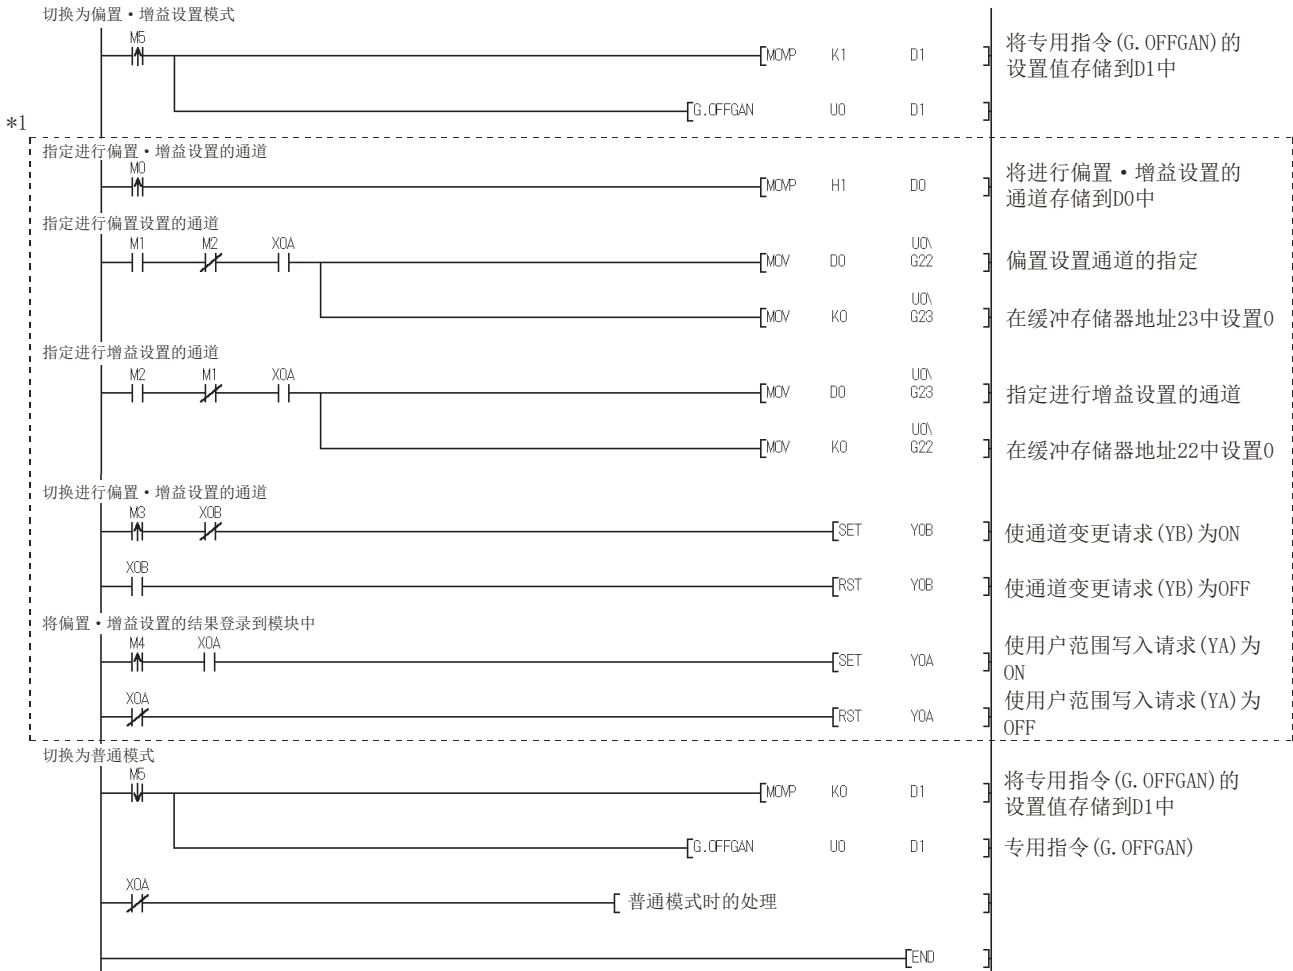 切换为偏置•增益设置模式
M5
MOVP K1 D1
将专用指令(G.OFFGAN)的
设置值存储到D1中
G.OFFGAN U0 D1
*1
指定进行偏置•增益设置的通道
M0
MOVP H1 D0
将进行偏置•增益设置的
通道存储到D0中
指定进行偏置设置的通道
M1 M2 X0A
MOV D0 U0\
G22
偏置设置通道的指定
MOV K0 U0\
G23
在缓冲存储器地址23中设置0
指定进行增益设置的通道
M2 M1 X0A
MOV D0 U0\
G23
指定进行增益设置的通道
MOV K0 U0\
G22
在缓冲存储器地址22中设置0
切换进行偏置•增益设置的通道
M3 X0B
SET Y0B
使通道变更请求(YB)为ON
X0B
RST Y0B
使通道变更请求(YB)为OFF
将偏置•增益设置的结果登录到模块中
M4 X0A
SET Y0A
使用户范围写入请求(YA)为
ON
X0A
RST Y0A
使用户范围写入请求(YA)为
OFF
切换为普通模式
M5
MOVP K0 D1
将专用指令(G.OFFGAN)的
设置值存储到D1中
G.OFFGAN U0 D1
专用指令(G.OFFGAN)
X0A
普通模式时的处理
END